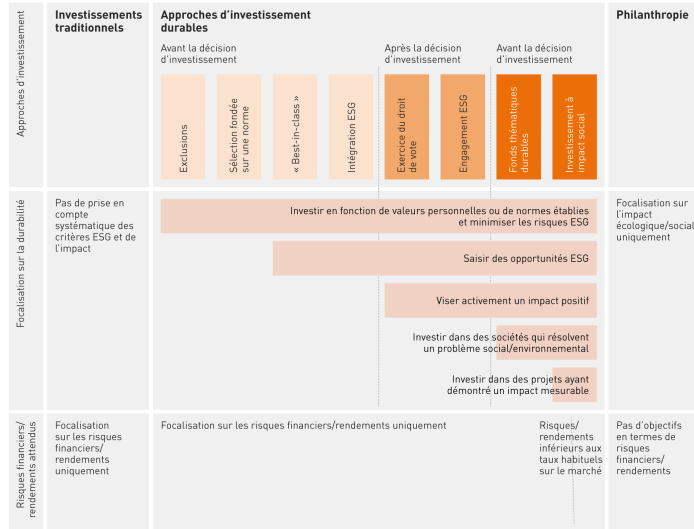 Approches d'investissement
Investissements
traditionnels
Approches d'investissement
durables
Philanthropie
Avant la décision
d'investissement
Après la décision
d'investissement
Avant la décision
d'investissement
Exclusions
Sélection fondée
sur une norme
« Best-in-class »
Intégration ESG
Exercice du droit
de vote
Engagement ESG
Fonds thématiques
durables
Investissement à
impact social
Focalisation sur la durabilité
Pas de prise en
compte
systématique des
critères ESG et de
l'impact
Investir en fonction de valeurs personnelles ou de normes établies
et minimiser les risques ESG
Saisir des opportunités ESG
Viser activement un impact positif
Investir dans des sociétés qui résolvent
un problème social/environnemental
Investir dans des projets ayant
démontré un impact mesurable
Focalisation sur
l'impact
écologique/social
uniquement
Risques financiers/
rendements attendus
Focalisation
sur les risques
financiers/
rendements
uniquement
Focalisation sur les risques financiers/rendements uniquement
Risques/
rendements
inférieurs aux
taux habituels
sur le marché
Pas d'objectifs
en termes de
risques
financiers/
rendements